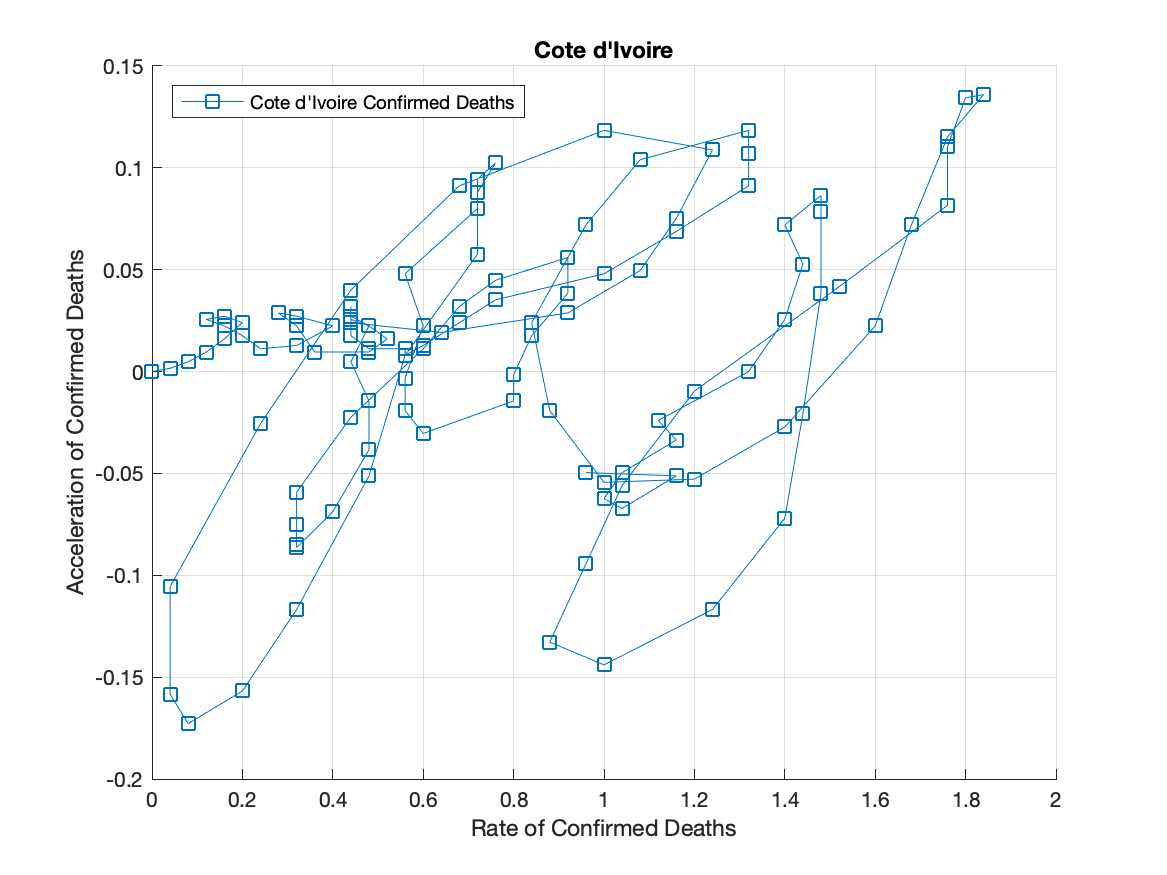 Cote d'Ivoire
Cote d'Ivoire Confirmed Deaths
0.15
0.1
0.05
0
-0.05
-0.1
-0.15
-0.2
Acceleration of Confirmed Deaths
0 0.2 0.4 0.6 0.8 1 1.2 1.4 1.6 1.8 2
Rate of Confirmed Deaths